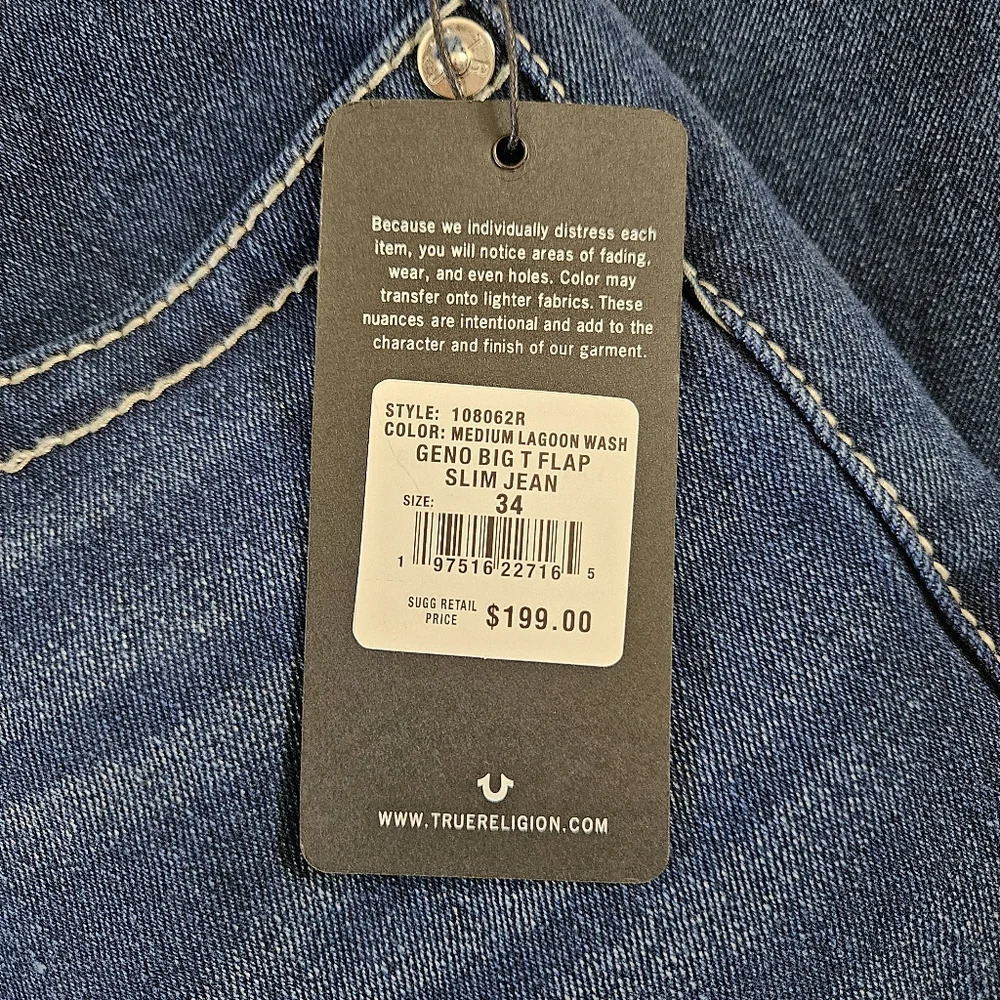 Because we individually distress each
item, you will notice areas of fading,
wear, and even holes. Color may
transfer onto lighter fabrics. These
nuances are intentional and add to the
character and finish of our garment.
STYLE: 108062R
COLOR: MEDIUM LAGOON WASH
GENO BIG T FLAP
SLIM JEAN
SIZE: 34
1 97516 22716 5
SUGG RETAIL
PRICE $199.00
WWW.TRUERELIGION.COM